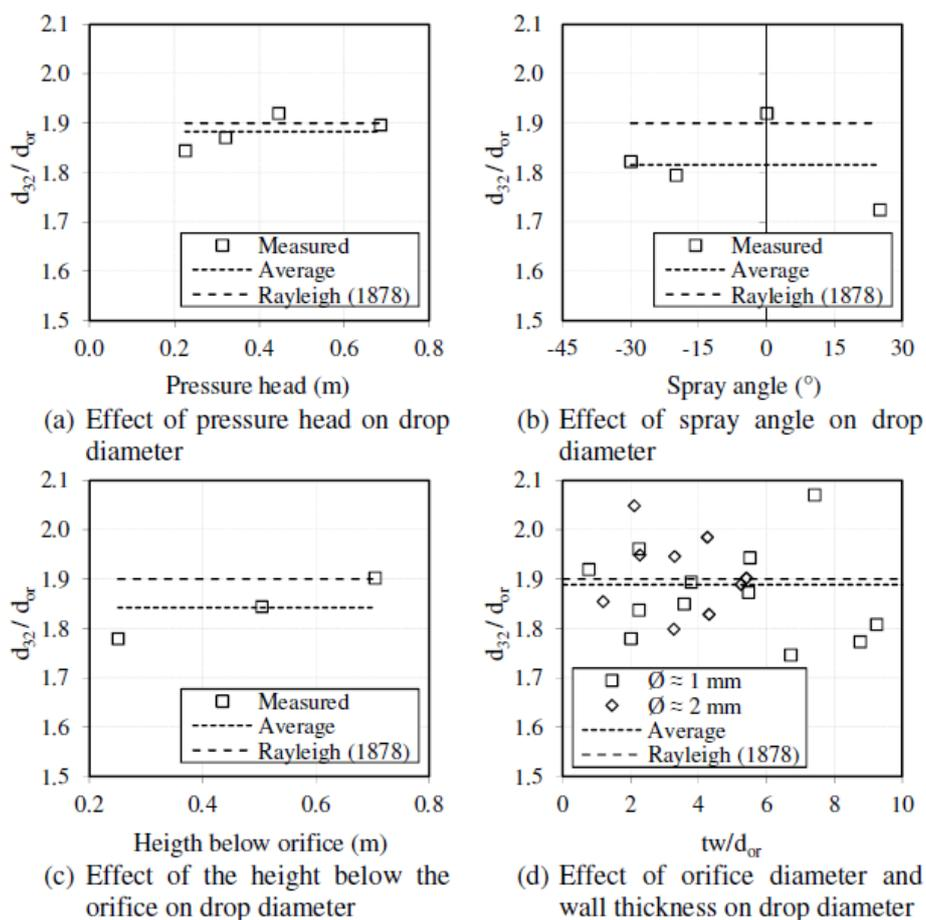 2.1
2.0
1.9
1.8
1.7
1.6
1.5
d32 / dor
Measured
Average
Rayleigh (1878)
0.0 0.2 0.4 0.6 0.8
Pressure head (m)
(a) Effect of pressure head on drop
diameter
2.1
2.0
1.9
1.8
1.7
1.6
1.5
d32 / dor
Measured
Average
Rayleigh (1878)
-45 -30 -15 0 15 30
Spray angle (°)
(b) Effect of spray angle on drop
diameter
2.1
2.0
1.9
1.8
1.7
1.6
1.5
d32 / dor
Measured
Average
Rayleigh (1878)
0.2 0.4 0.6 0.8
Heigth below orifice (m)
(c) Effect of the height below the
orifice on drop diameter
2.1
2.0
1.9
1.8
1.7
1.6
1.5
d32 / dor
Ø ≈ 1 mm
Ø ≈ 2 mm
Average
Rayleigh (1878)
0 2 4 6 8 10
tw/dor
(d) Effect of orifice diameter and
wall thickness on drop diameter